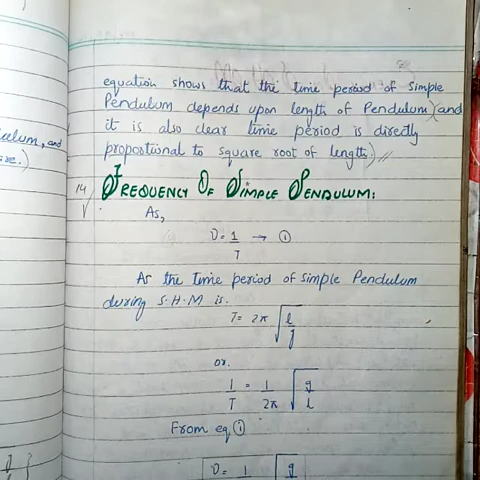 equation shows that the time period of simple
Pendulum depends upon length of Pendulum) and
it is also clear time period is directly
proportional to square root of length.)
14 FREQUENCY OF SIMPLE PENDULUM:
As,
υ = 1/T → ①
As the Time period of simple Pendulum
during S.H.M is.
T = 2π √(l/g)
or.
1/T = 1/2π √(g/l)
From eq ①
υ = 1 √g
and